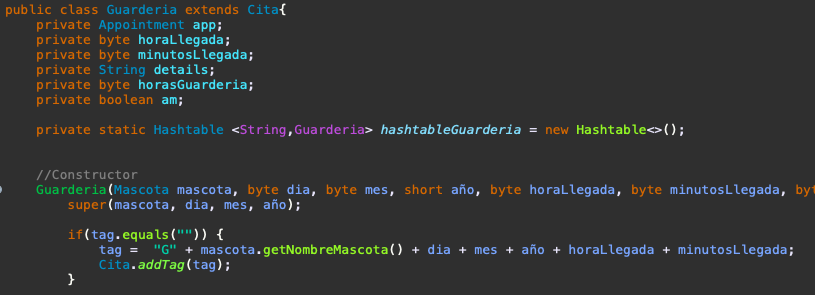 public class Guarderia extends Cita{
private Appointment app;
private byte horaLlegada;
private byte minutosLlegada;
private String details;
private byte horasGuarderia;
private boolean am;
private static Hashtable <String,Guarderia> hashtableGuarderia = new Hashtable<>();
//Constructor
Guarderia(Mascota mascota, byte dia, byte mes, short año, byte horaLlegada, byte minutosLlegada, byt
super(mascota, dia, mes, año);
if(tag.equals("")) {
tag =  "G" + mascota.getNombreMascota() + dia + mes + año + horaLlegada + minutosLlegada;
Cita.addTag(tag);
}